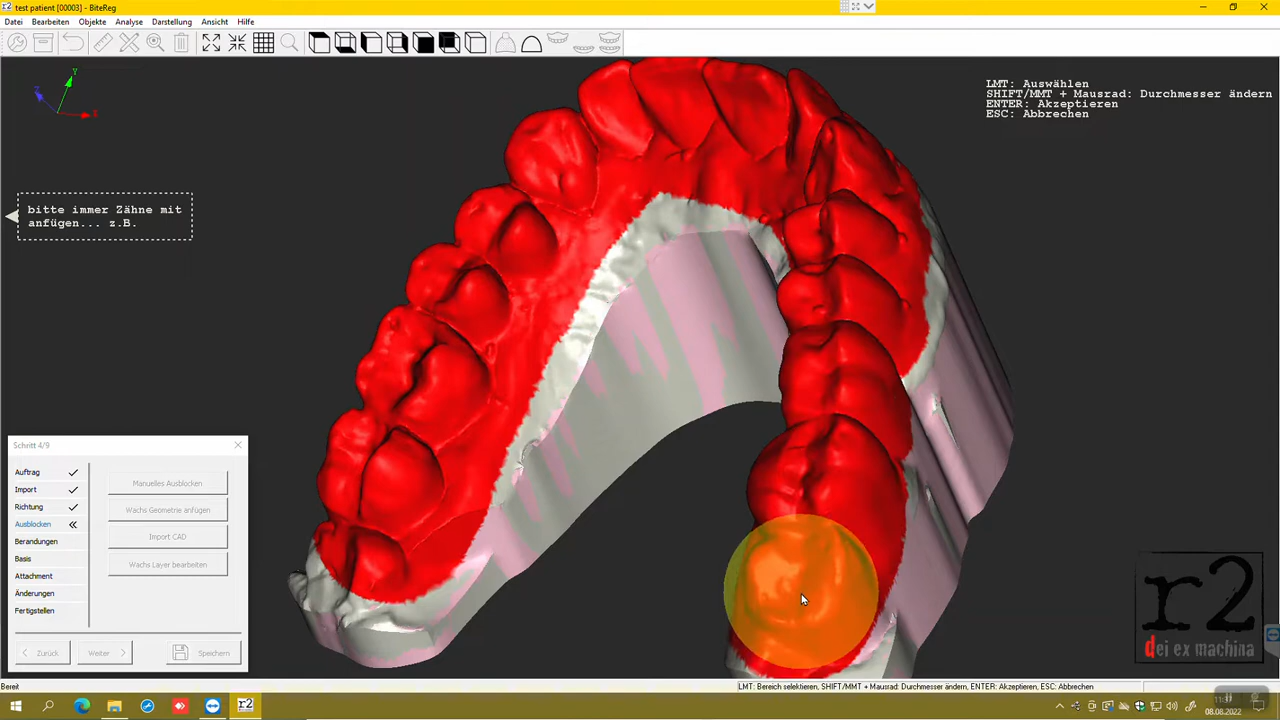 test patient [00003] - BiteReg
Datei Bearbeiten Objekte Analyse Darstellung Ansicht Hilfe
LMT: Auswählen
SHIFT/MMT + Mausrad: Durchmesser ändern
ENTER: Akzeptieren
ESC: Abbrechen
Y
X
bitte immer Zähne mit
anfügen... z.B.
Schritt 4/9
Auftrag
Import
Richtung
Ausblocken
Berandungen
Basis
Attachment
Änderungen
Fertigstellen
Manuelles Ausblocken
Wachs Geometrie anfügen
Import CAD
Wachs Layer bearbeiten
< Zurück
Weiter >
Speichern
r2
dei ex machina
Bereit
LMT: Bereich selektieren, SHIFT/MMT + Mausrad: Durchmesser ändern, ENTER: Akzeptieren, ESC: Abbrechen
r2
08.08.2022